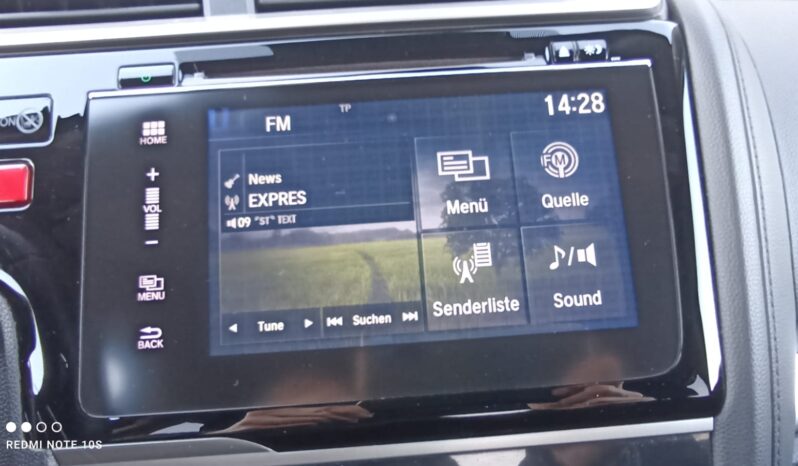 ON
HOME
VOL
MENU
BACK
TP
FM
14:28
News
EXPRES
09 "ST" TEXT
Menü
Quelle
Senderliste
Sound
Tune
Suchen
REDMI NOTE 10S